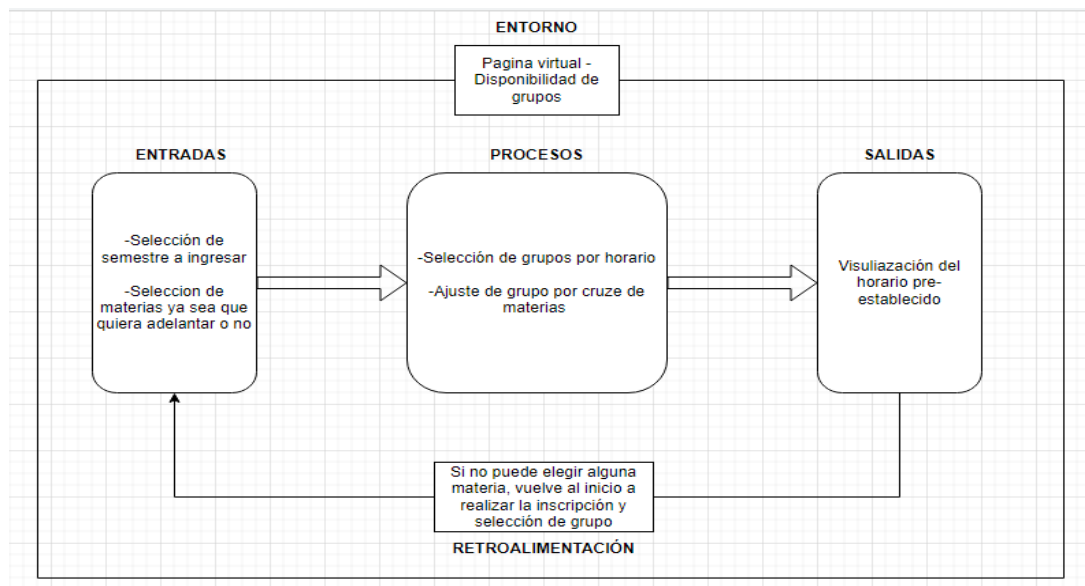 ENTORNO
Pagina virtual -
Disponibilidad de
grupos
ENTRADAS
-Selección de
semestre a ingresar
-Seleccion de
materias ya sea que
quiera adelantar o no
PROCESOS
-Selección de grupos por horario
-Ajuste de grupo por cruze de
materias
SALIDAS
Visuliazación del
horario pre-
establecido
Si no puede elegir alguna
materia, vuelve al inicio a
realizar la inscripción y
selección de grupo
RETROALIMENTACIÓN